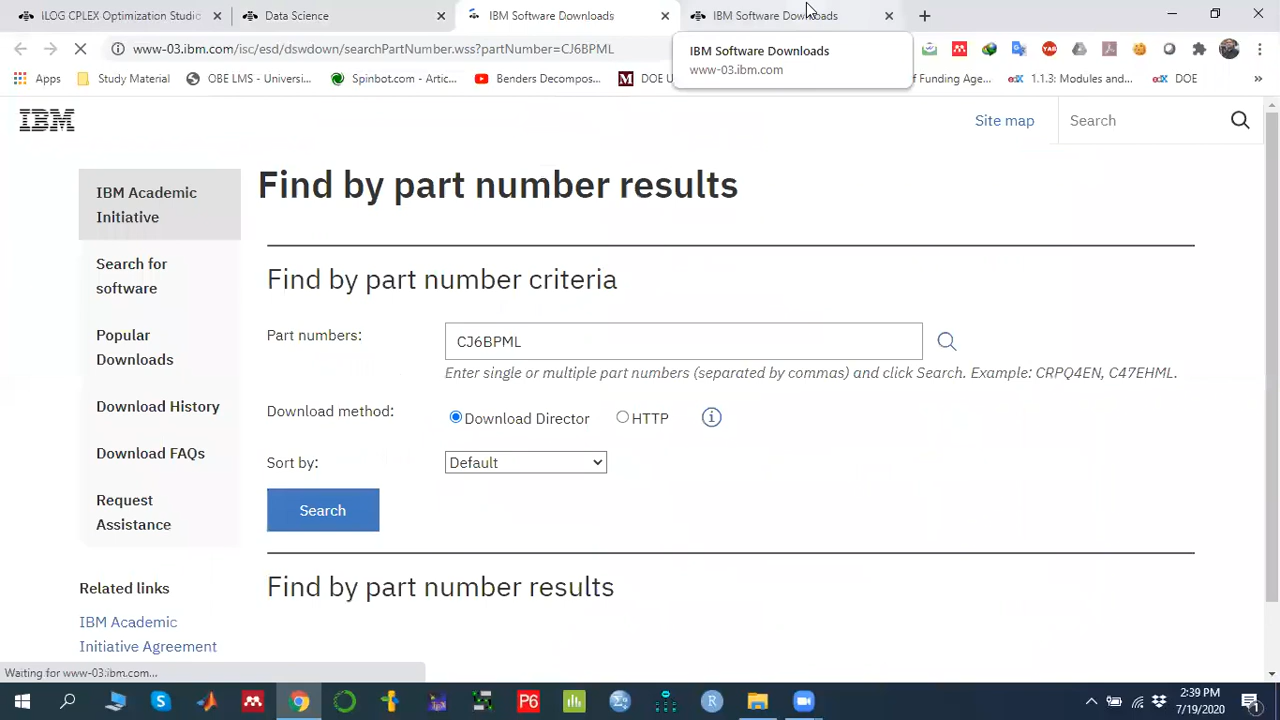 iLOG CPLEX Optimization Studio
Data Science
IBM Software Downloads
IBM Software Downloads
www-03.ibm.com/isc/esd/dswdown/searchPartNumber.wss?partNumber=CJ6BPML
IBM Software Downloads
www-03.ibm.com
Apps
Study Material
OBE LMS - Universi...
Spinbot.com - Artic...
Benders Decompos...
DOE U
of Funding Agen...
1.1.3: Modules and...
DOE
IBM
Site map
Search
IBM Academic
Initiative
Search for
software
Popular
Downloads
Download History
Download FAQs
Request
Assistance
Related links
IBM Academic
Initiative Agreement
Find by part number results
Find by part number criteria
Part numbers:
CJ6BPML
Enter single or multiple part numbers (separated by commas) and click Search. Example: CRPQ4EN, C47EHML.
Download method:
Download Director
HTTP
Sort by:
Default
Search
Find by part number results
Waiting for www-03.ibm.com...
2:39 PM
7/19/2020